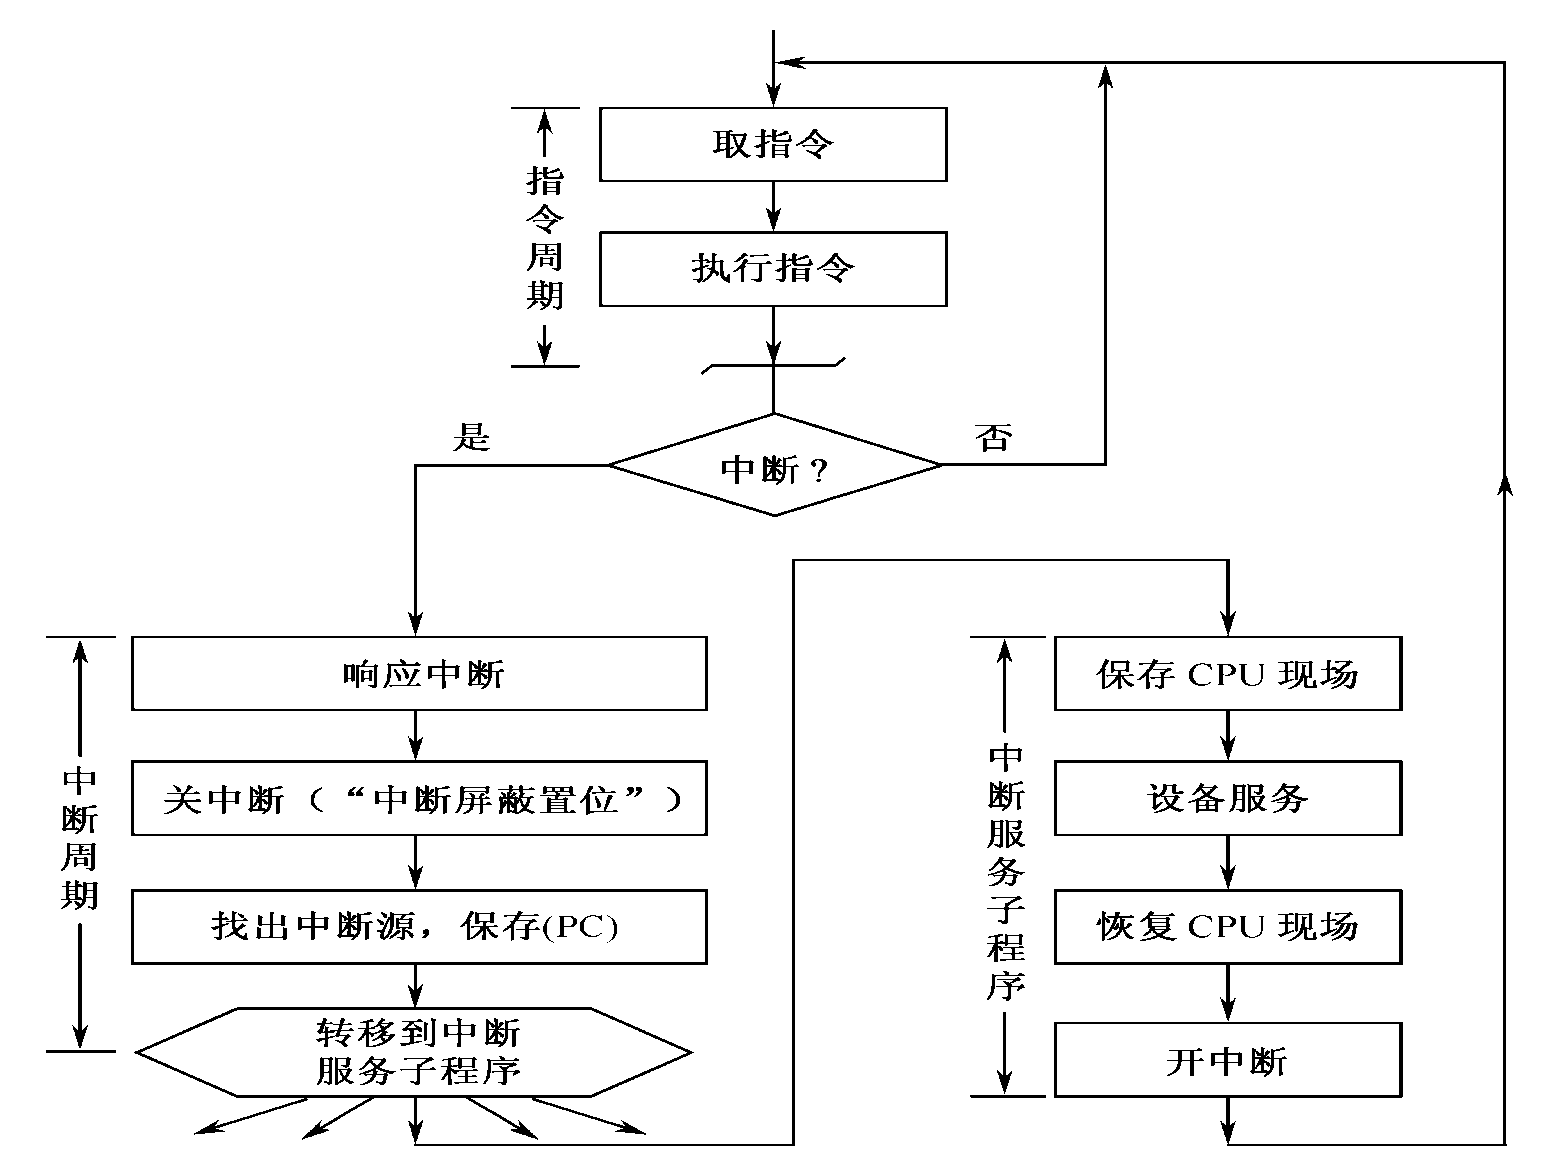 取指令
指令周期
执行指令
是
否
中断?
响应中断
保存 CPU 现场
中断周期
关中断(“中断屏蔽置位”)
中断服务子程序
设备服务
找出中断源,保存(PC)
恢复 CPU 现场
转移到中断
服务子程序
开中断